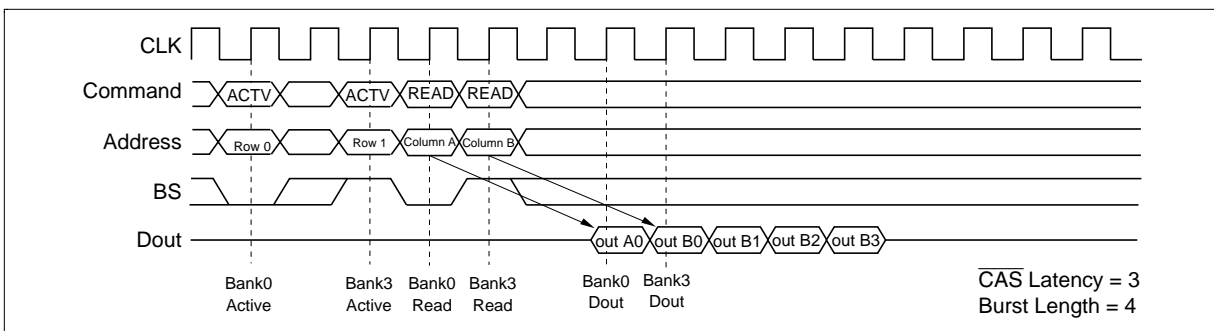 CLK
Command ACTV ACTV READ READ
Address Row 0 Row 1 Column A Column B
BS
Dout out A0 out B0 out B1 out B2 out B3
Bank0 Active Bank3 Active Bank0 Read Bank3 Read Bank0 Dout Bank3 Dout
CAS Latency = 3
Burst Length = 4